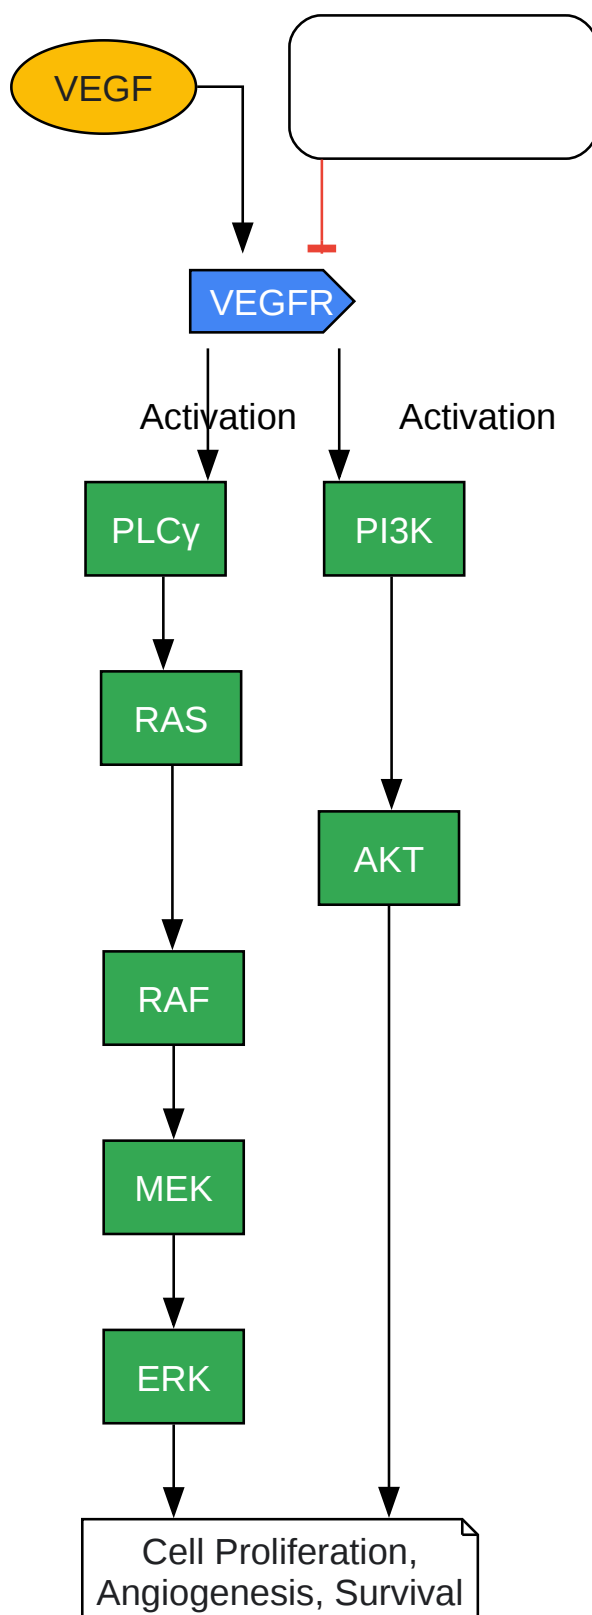 VEGF
VEGFR
Activation
Activation
PLCγ
PI3K
RAS
AKT
RAF
MEK
ERK
Cell Proliferation,
Angiogenesis, Survival